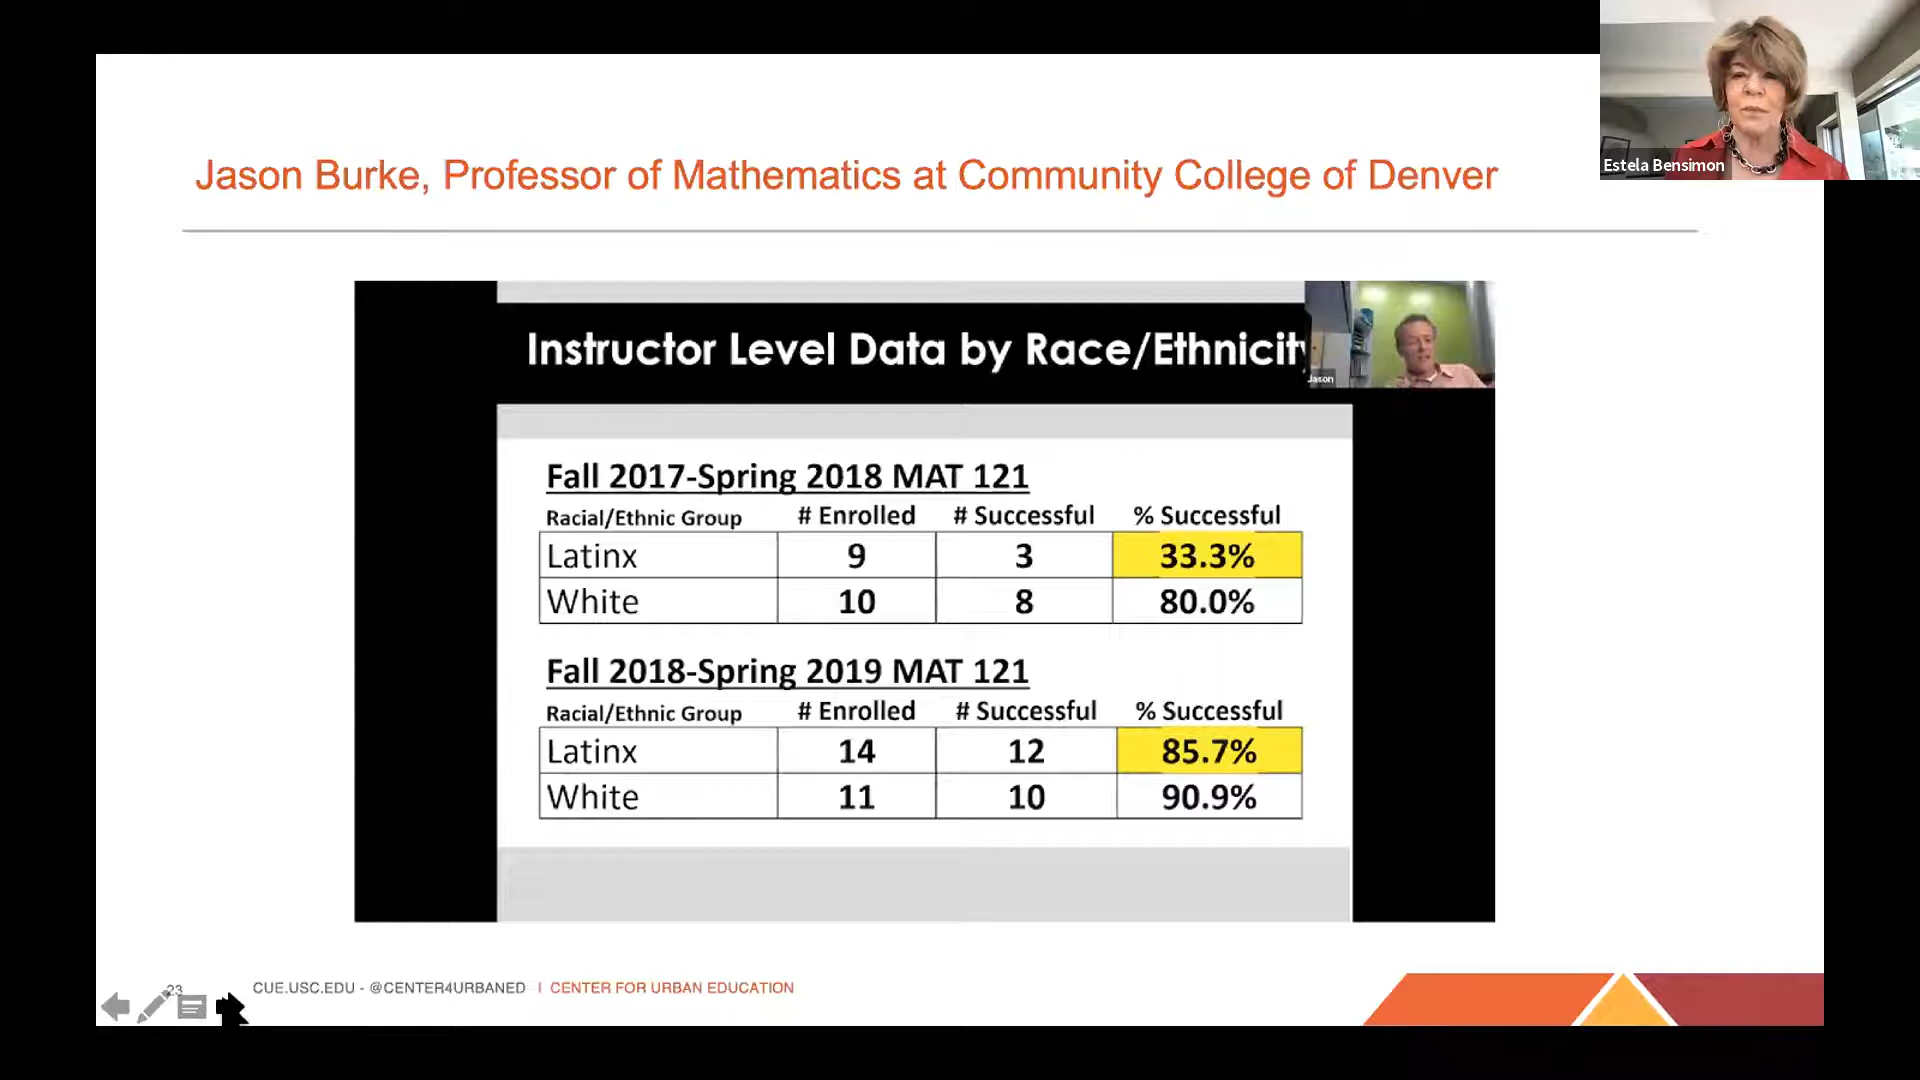 Estela Bensimon
Jason Burke, Professor of Mathematics at Community College of Denver
Instructor Level Data by Race/Ethnicity
Jason
Fall 2017-Spring 2018 MAT 121
Racial/Ethnic Group # Enrolled # Successful % Successful
Latinx 9 3 33.3%
White 10 8 80.0%
Fall 2018-Spring 2019 MAT 121
Racial/Ethnic Group # Enrolled # Successful % Successful
Latinx 14 12 85.7%
White 11 10 90.9%
23
CUE.USC.EDU - @CENTER4URBANED | CENTER FOR URBAN EDUCATION